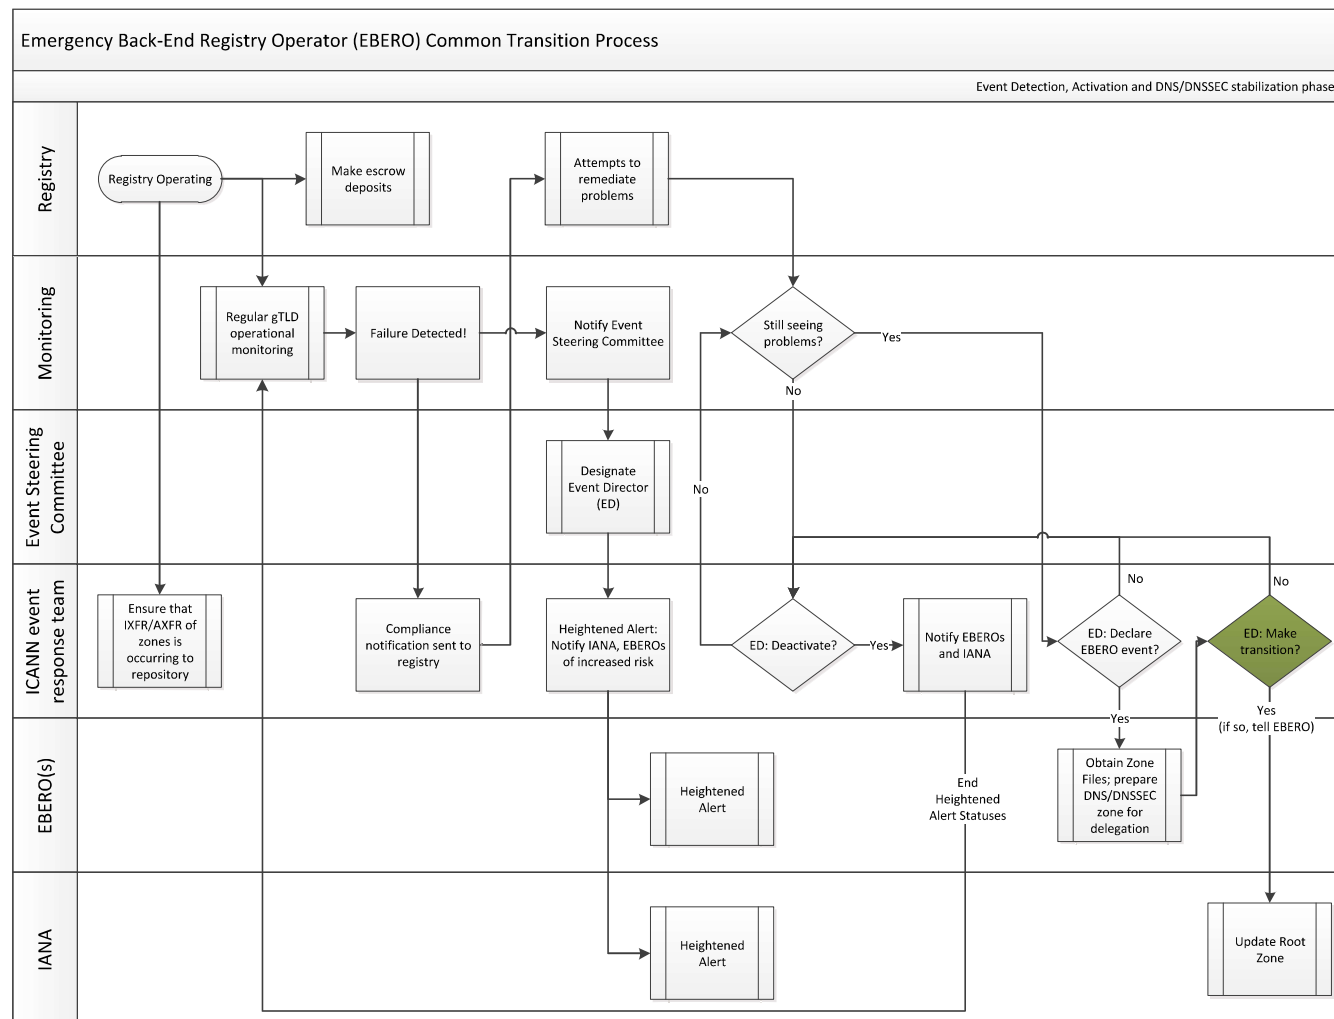 Emergency Back-End Registry Operator (EBERO) Common Transition Process
Event Detection, Activation and DNS/DNSSEC stabilization phase
Registry
Registry Operating
Make escrow
deposits
Attempts to
remediate
problems
Monitoring
Regular gTLD
operational
monitoring
Failure Detected!
Notify Event
Steering Committee
Still seeing
problems?
Yes
No
Event Steering
Committee
Designate
Event Director
(ED)
No
ICANN event
response team
Ensure that
IXFR/AXFR of
zones is
occurring to
repository
Compliance
notification sent to
registry
Heightened Alert:
Notify IANA, EBEROs
of increased risk
ED: Deactivate?
Yes
Notify EBEROs
and IANA
No
ED: Declare
EBERO event?
Yes
No
ED: Make
transition?
Yes
(if so, tell EBERO)
EBERO(s)
Heightened
Alert
End
Heightened
Alert Statuses
Obtain Zone
Files; prepare
DNS/DNSSEC
zone for
delegation
IANA
Heightened
Alert
Update Root
Zone